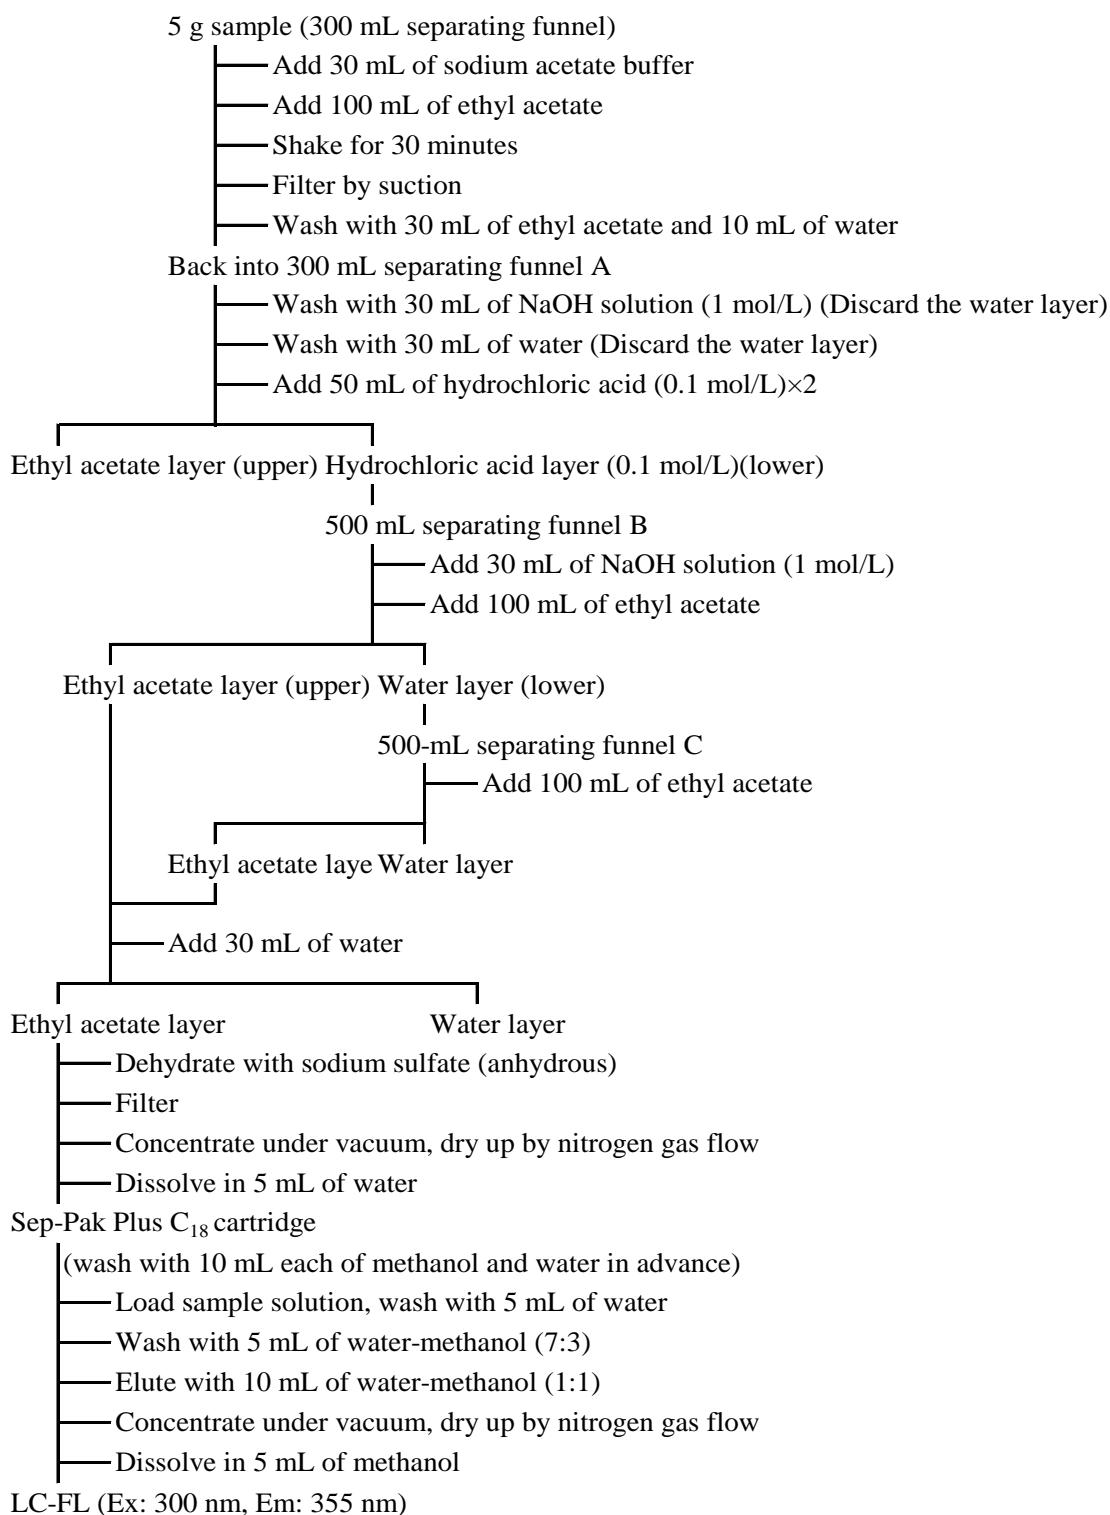 5 g sample (300 mL separating funnel)
Add 30 mL of sodium acetate buffer
Add 100 mL of ethyl acetate
Shake for 30 minutes
Filter by suction
Wash with 30 mL of ethyl acetate and 10 mL of water
Back into 300 mL separating funnel A
Wash with 30 mL of NaOH solution (1 mol/L) (Discard the water layer)
Wash with 30 mL of water (Discard the water layer)
Add 50 mL of hydrochloric acid (0.1 mol/L)×2
Ethyl acetate layer (upper) Hydrochloric acid layer (0.1 mol/L)(lower)
500 mL separating funnel B
Add 30 mL of NaOH solution (1 mol/L)
Add 100 mL of ethyl acetate
Ethyl acetate layer (upper) Water layer (lower)
500-mL separating funnel C
Add 100 mL of ethyl acetate
Ethyl acetate laye Water layer
Add 30 mL of water
Ethyl acetate layer Water layer
Dehydrate with sodium sulfate (anhydrous)
Filter
Concentrate under vacuum, dry up by nitrogen gas flow
Dissolve in 5 mL of water
Sep-Pak Plus C18 cartridge
(wash with 10 mL each of methanol and water in advance)
Load sample solution, wash with 5 mL of water
Wash with 5 mL of water-methanol (7:3)
Elute with 10 mL of water-methanol (1:1)
Concentrate under vacuum, dry up by nitrogen gas flow
Dissolve in 5 mL of methanol
LC-FL (Ex: 300 nm, Em: 355 nm)